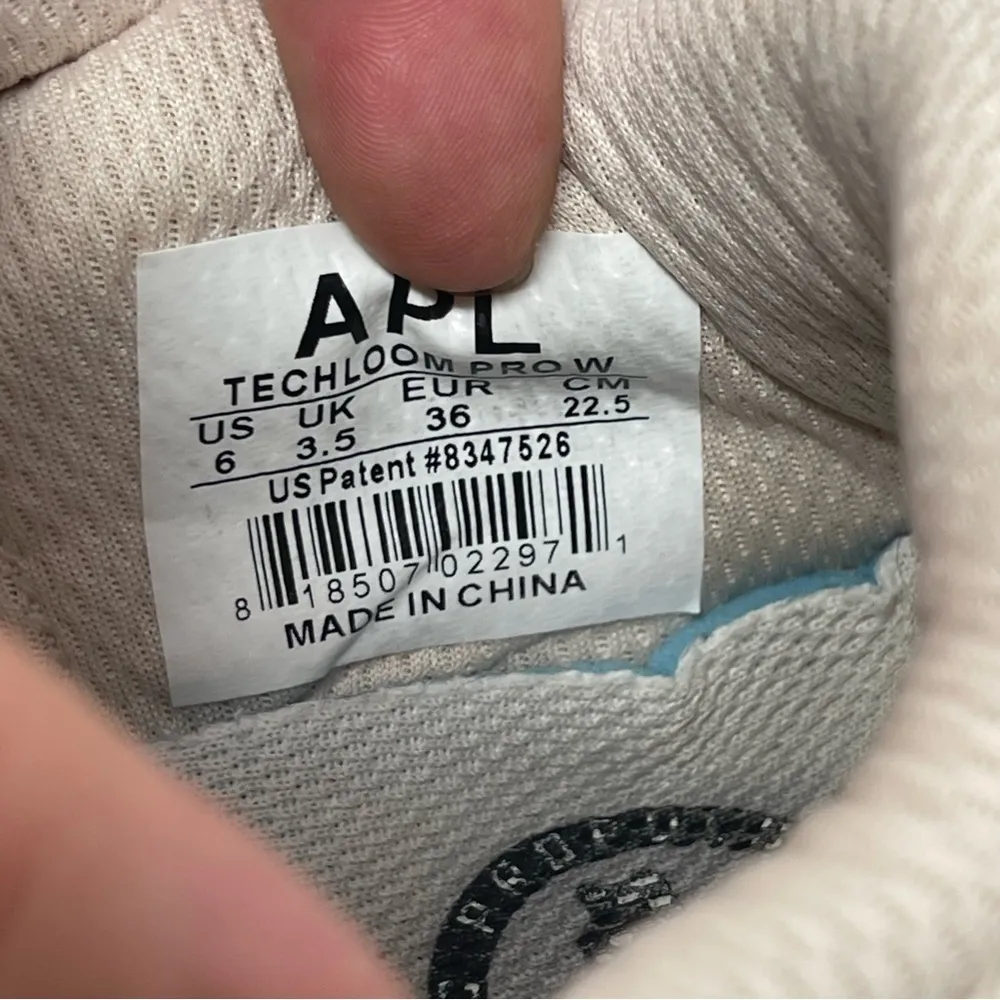 APL
TECHLOOM PRO W
US UK EUR CM
6 3.5 36 22.5
US Patent #8347526
8 18507 02297 1
MADE IN CHINA